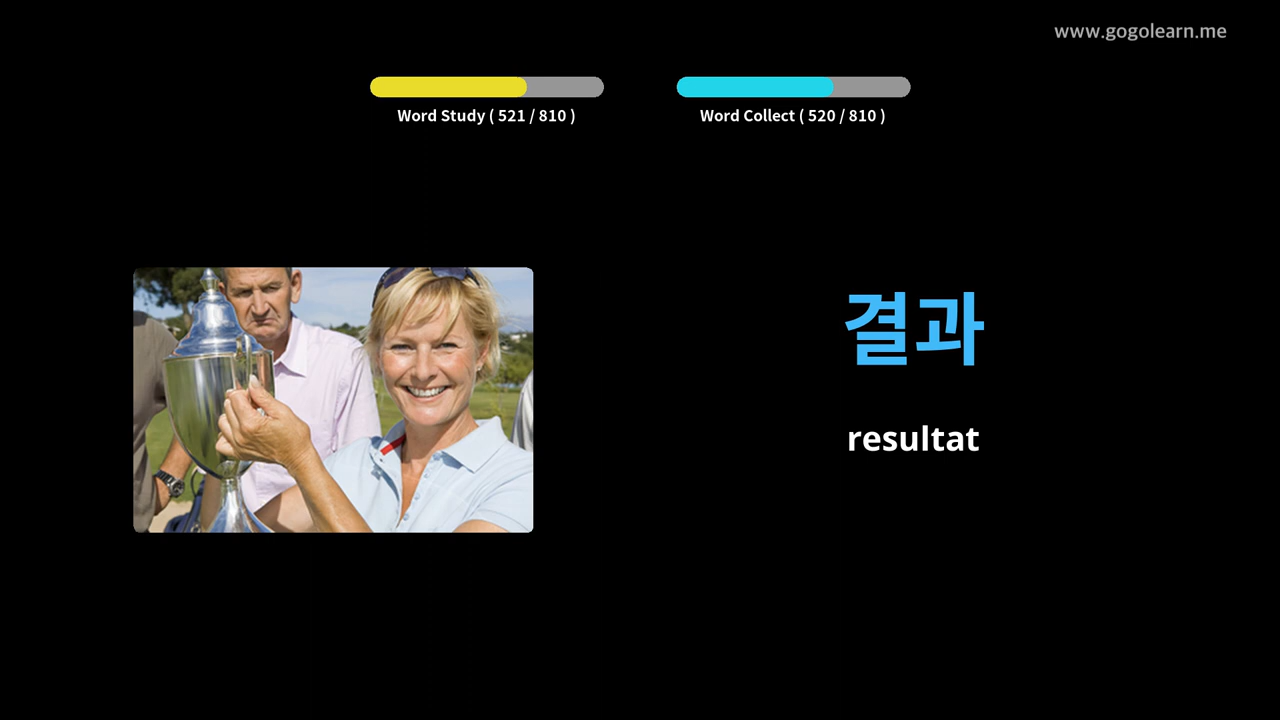 www.gogolearn.me
Word Study ( 521 / 810 )
Word Collect ( 520 / 810 )
결과
resultat